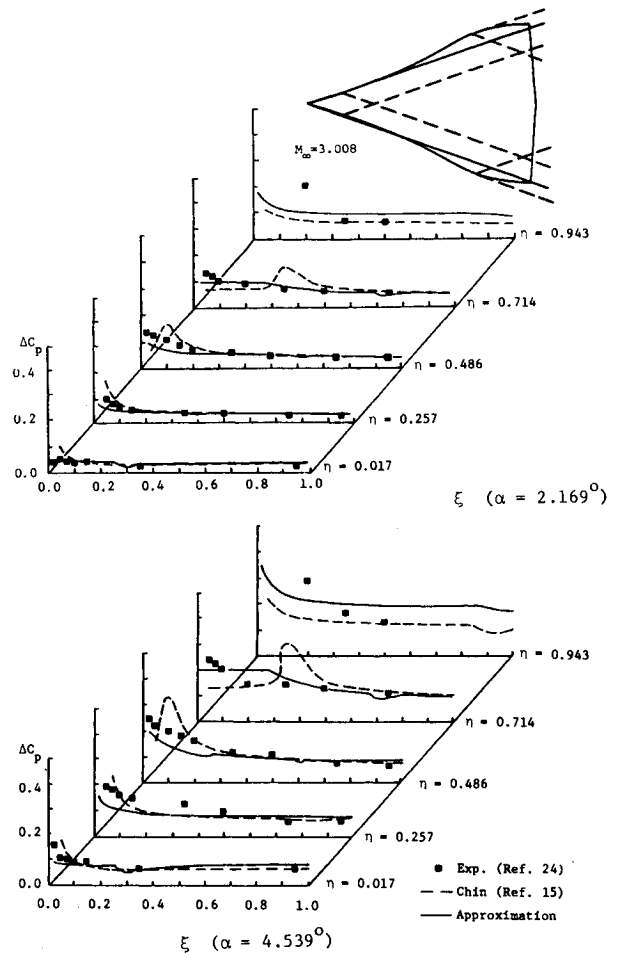 M∞=3.008
η = 0.943
η = 0.714
η = 0.486
ΔCp
0.4
η = 0.257
0.2
η = 0.017
0.0
0.0 0.2 0.4 0.6 0.8 1.0
ξ (α = 2.169°)
η = 0.943
η = 0.714
ΔCp
η = 0.486
0.4
η = 0.257
0.2
η = 0.017
0.0
0.0 0.2 0.4 0.6 0.8 1.0
Exp. (Ref. 24)
Chin (Ref. 15)
Approximation
ξ (α = 4.539°)